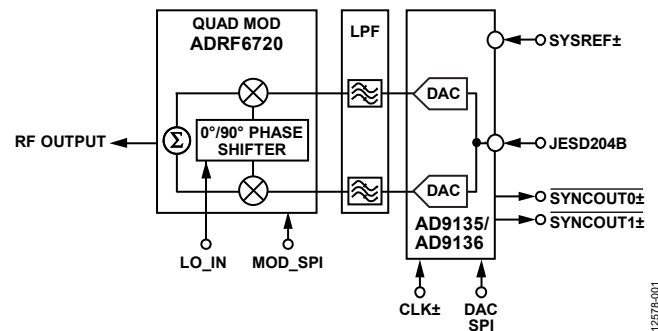 QUAD MOD
ADRF6720
LPF
SYSREF±
DAC
RF OUTPUT
Σ
0°/90° PHASE
SHIFTER
JESD204B
DAC
SYNCOUT0±
SYNCOUT1±
AD9135/
AD9136
LO_IN
MOD_SPI
CLK±
DAC
SPI
12578-001